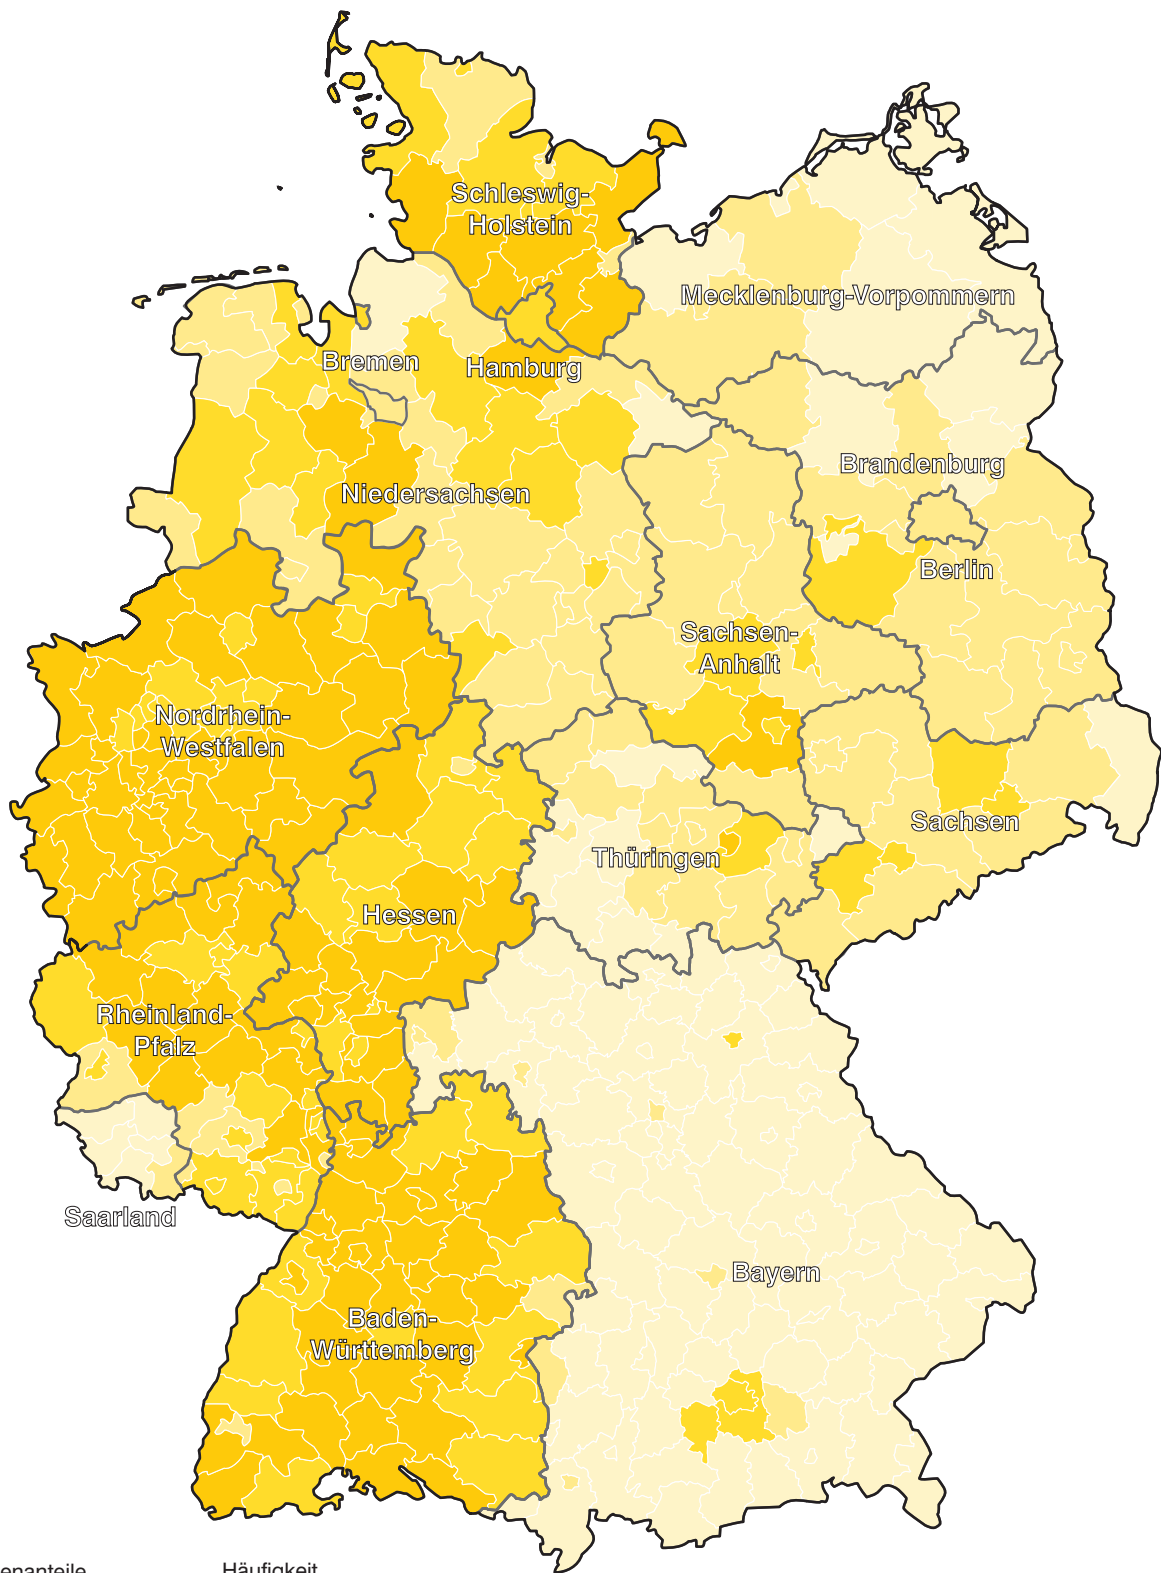 Schleswig-
Holstein
Mecklenburg-Vorpommern
Bremen
Hamburg
Brandenburg
Niedersachsen
Berlin
Sachsen-
Anhalt
Nordrhein-
Westfalen
Sachsen
Thüringen
Hessen
Rheinland-
Pfalz
Saarland
Bayern
Baden-
Württemberg
enanteile
Häufigkeit